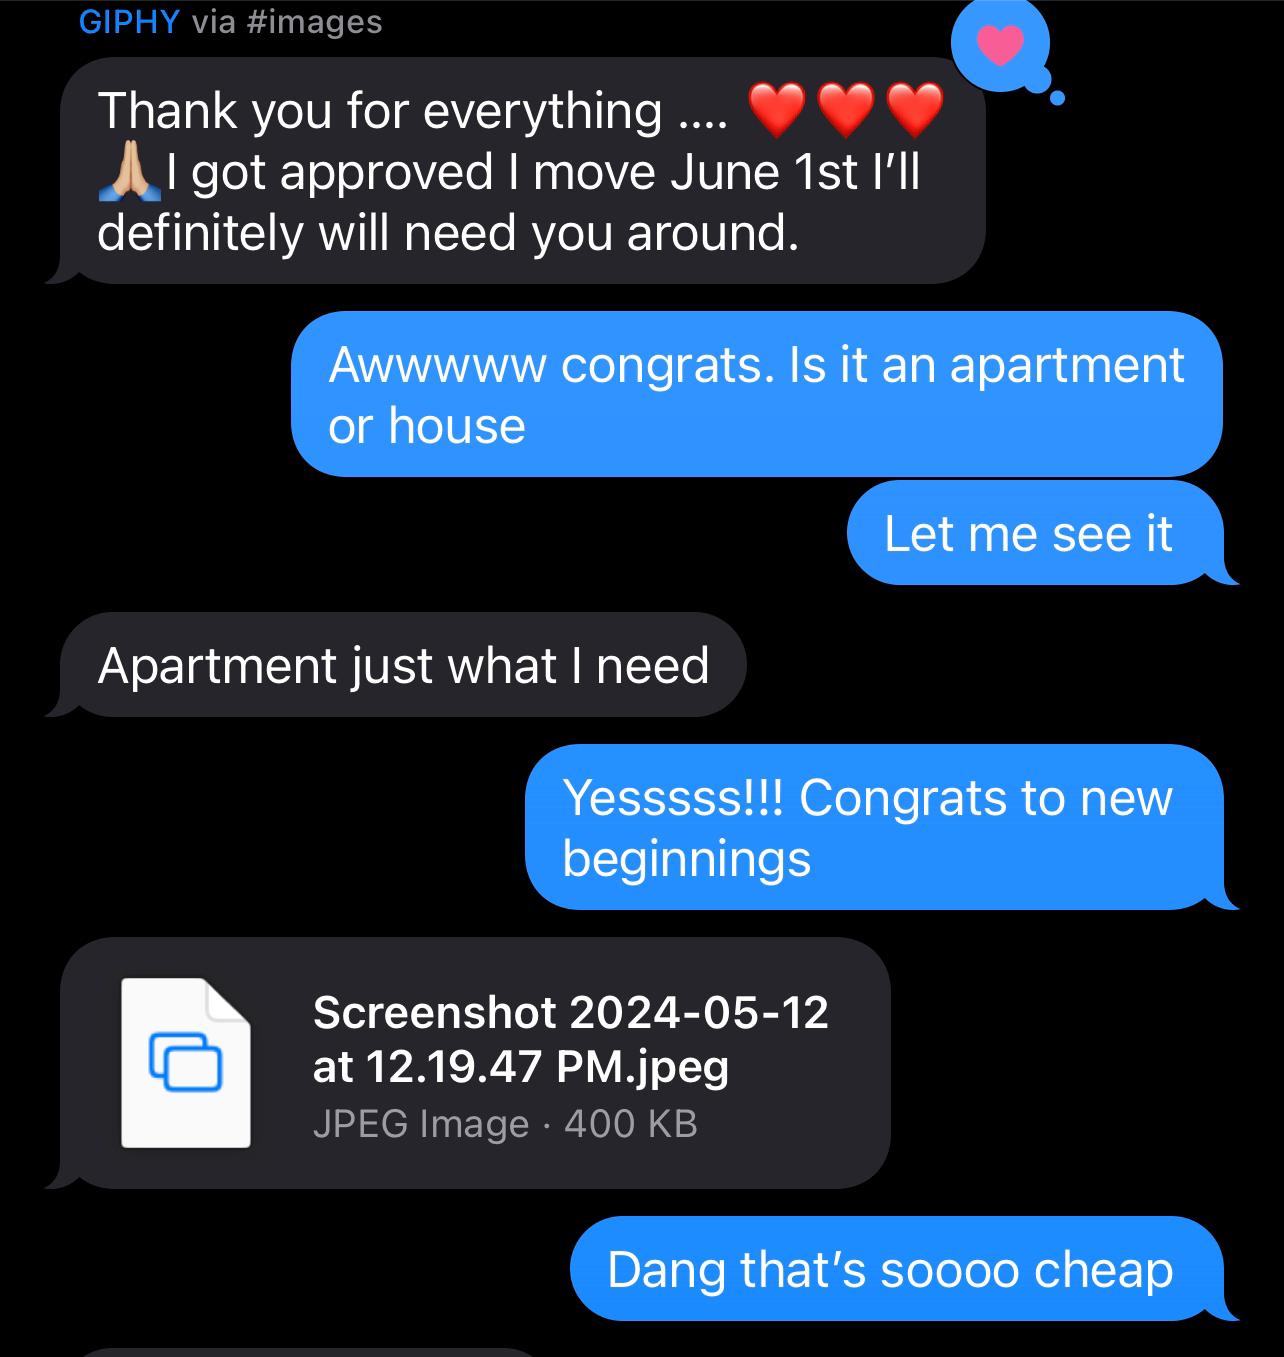 GIPHY via #images
Thank you for everything .... ❤️❤️❤️
🙏🏼I got approved I move June 1st I’ll
definitely will need you around.
Awwwww congrats. Is it an apartment
or house
Let me see it
Apartment just what I need
Yesssss!!! Congrats to new
beginnings
Screenshot 2024-05-12
at 12.19.47 PM.jpeg
JPEG Image · 400 KB
Dang that’s soooo cheap